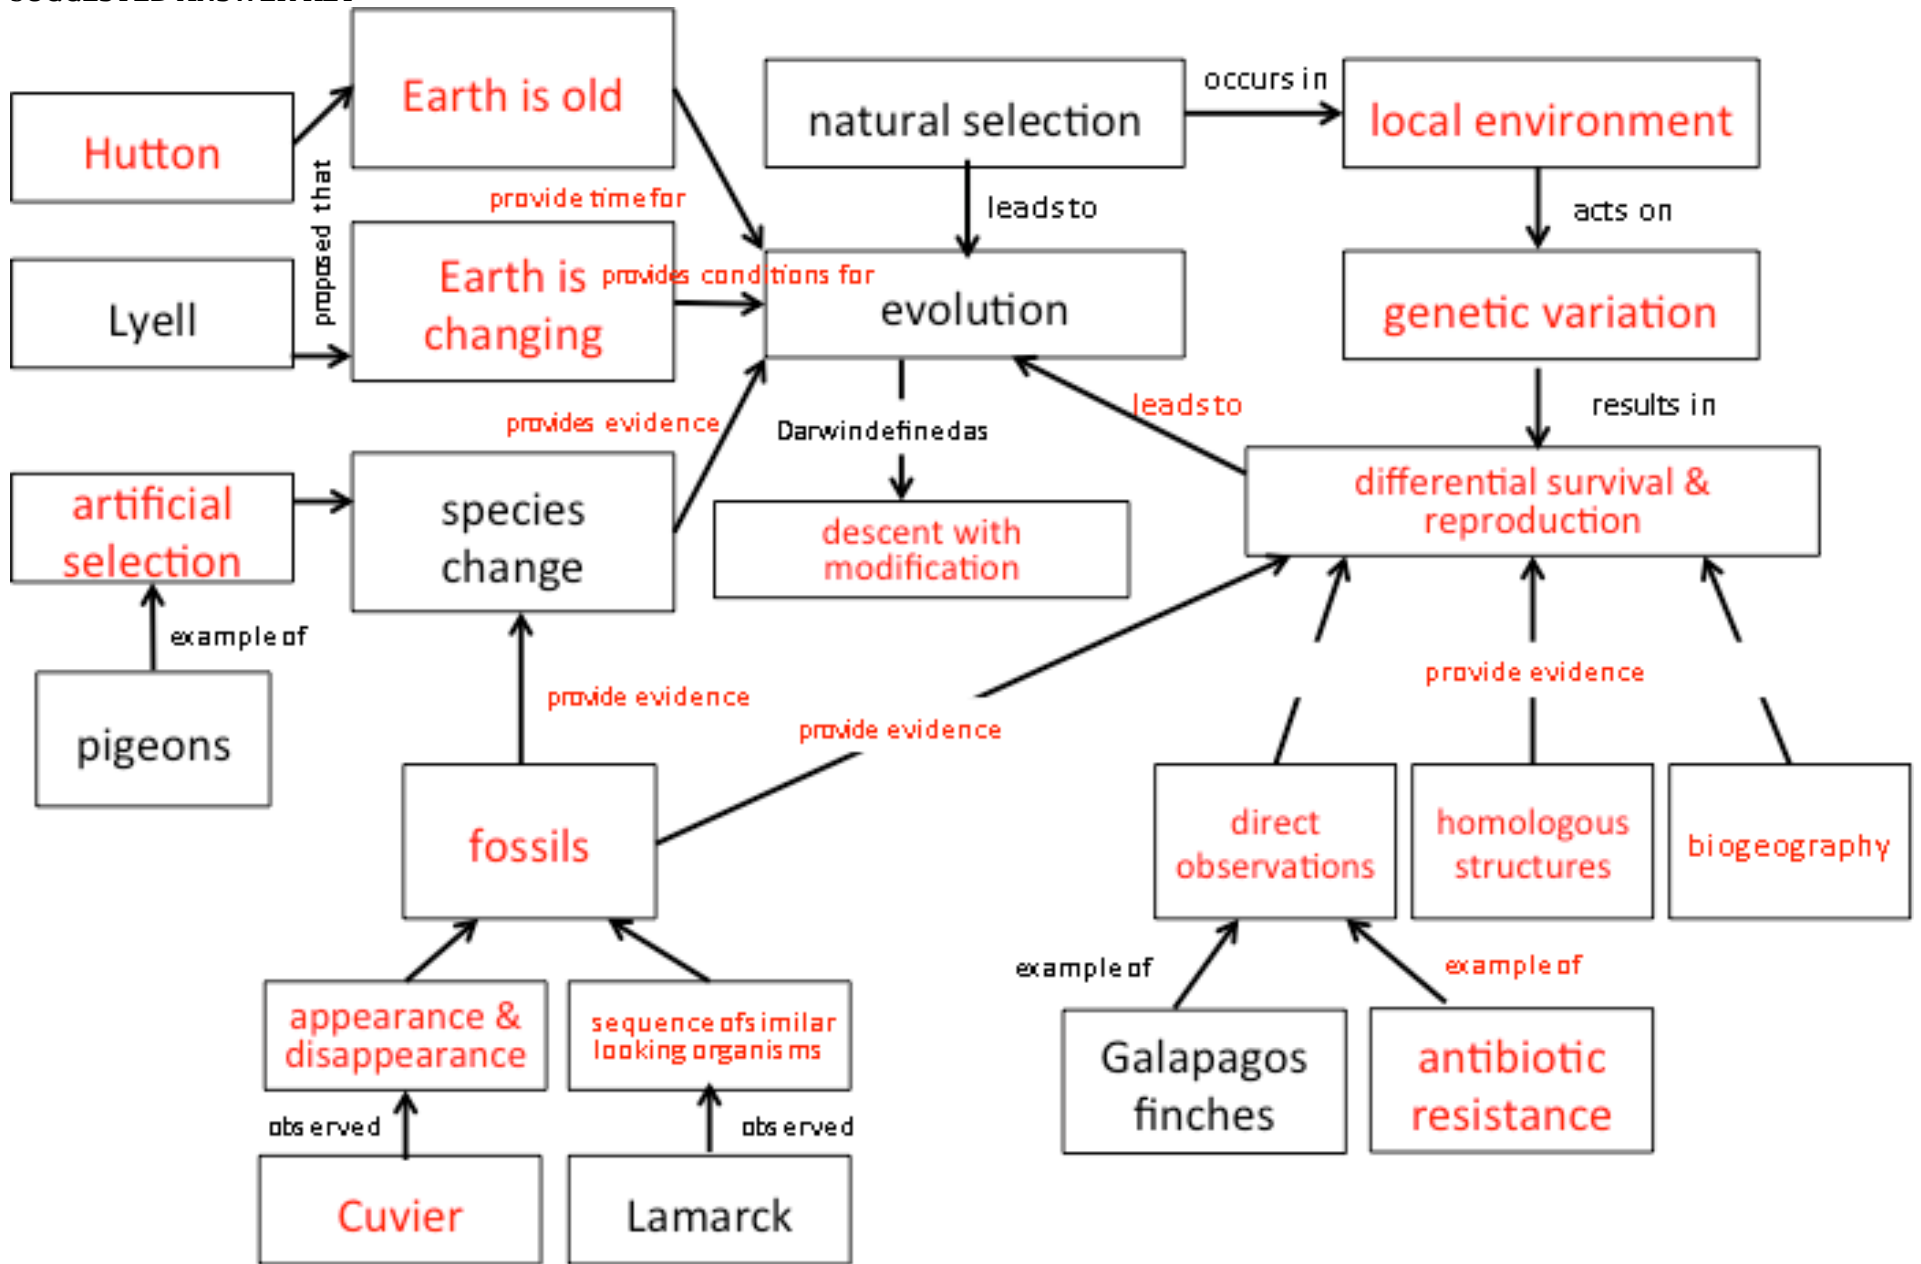 SUGGESTED ANSWER KEY
Earth is old
natural selection
occurs in
local environment
Hutton
proposed that
provide time for
leads to
acts on
Lyell
Earth is
changing
provides conditions for
evolution
genetic variation
provides evidence
Darwin defined as
leads to
results in
artificial
selection
species
change
descent with
modification
differential survival &
reproduction
example of
pigeons
provide evidence
provide evidence
provide evidence
fossils
direct
observations
homologous
structures
biogeography
appearance &
disappearance
sequence of similar
looking organisms
example of
example of
Galapagos
finches
antibiotic
resistance
observed
observed
Cuvier
Lamarck